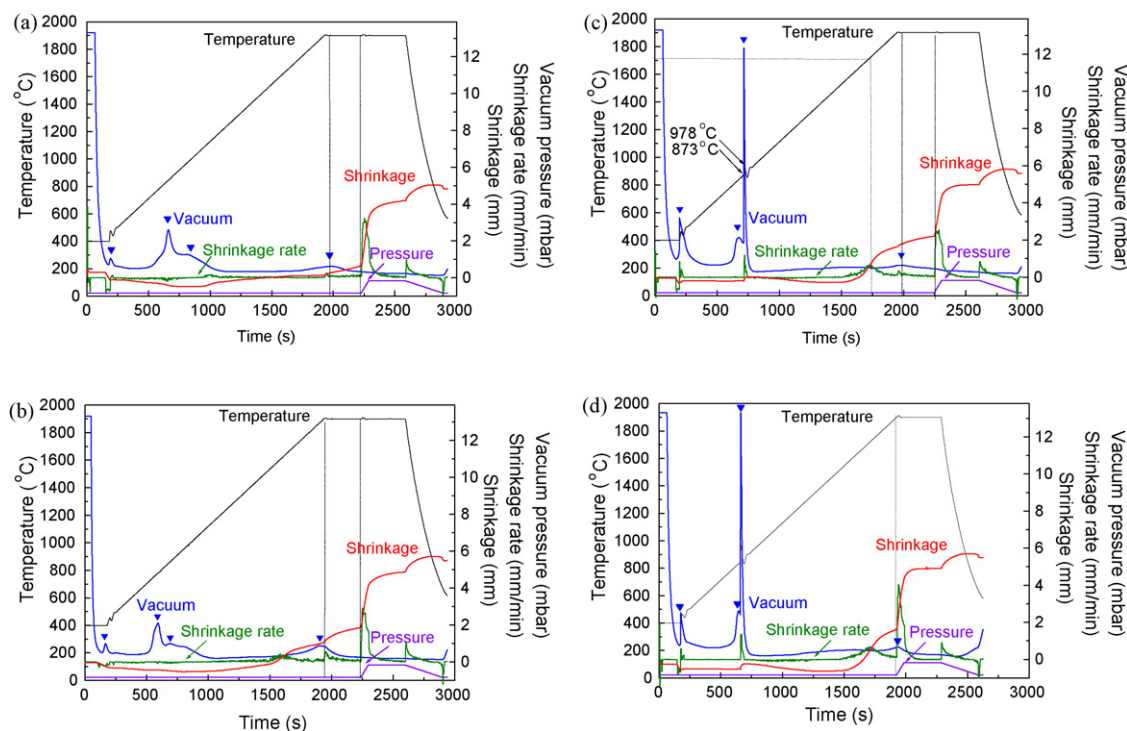 (a)
2000
1800
1600
1400
1200
1000
800
600
400
200
0
Temperature (°C)
0 500 1000 1500 2000 2500 3000
Time (s)
12
10
8
6
4
2
0
Vacuum pressure (mbar)
Shrinkage rate (mm/min)
Shrinkage (mm)
Temperature
Shrinkage
Vacuum
Shrinkage rate
Pressure
(c)
2000
1800
1600
1400
1200
1000
800
600
400
200
0
Temperature (°C)
0 500 1000 1500 2000 2500 3000
Time (s)
12
10
8
6
4
2
0
Vacuum pressure (mbar)
Shrinkage rate (mm/min)
Shrinkage (mm)
Temperature
978 °C
873 °C
Shrinkage
Vacuum
Shrinkage rate
Pressure
(b)
2000
1800
1600
1400
1200
1000
800
600
400
200
0
Temperature (°C)
0 500 1000 1500 2000 2500 3000
Time (s)
12
10
8
6
4
2
0
Vacuum pressure (mbar)
Shrinkage rate (mm/min)
Shrinkage (mm)
Temperature
Shrinkage
Vacuum
Shrinkage rate
Pressure
(d)
2000
1800
1600
1400
1200
1000
800
600
400
200
0
Temperature (°C)
0 500 1000 1500 2000 2500 3000
Time (s)
12
10
8
6
4
2
0
Vacuum pressure (mbar)
Shrinkage rate (mm/min)
Shrinkage (mm)
Temperature
Shrinkage
Vacuum
Shrinkage rate
Pressure